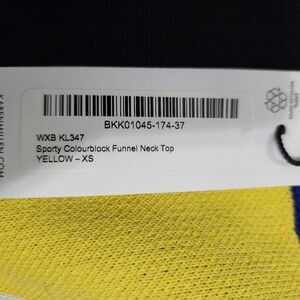 BKK01045-174-37
WXB KL347
Sporty Colourblock Funnel Neck Top
YELLOW – XS
KARENMILLEN.COM